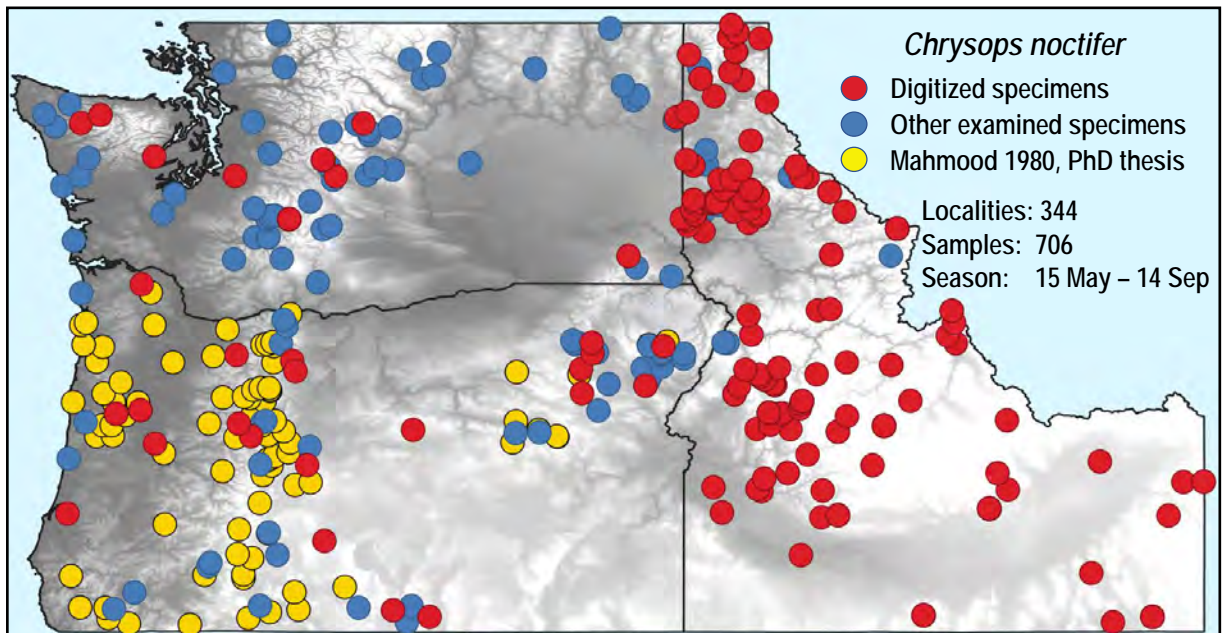 Chrysops noctifer
Digitized specimens
Other examined specimens
Mahmood 1980, PhD thesis
Localities: 344
Samples: 706
Season: 15 May – 14 Sep